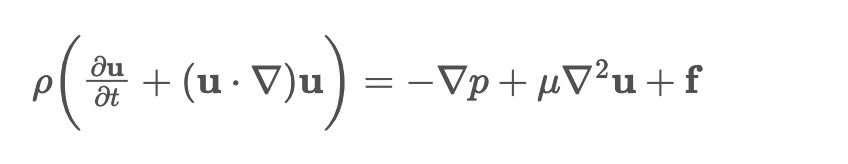 ρ(∂u/∂t + (u · ∇)u) = −∇p + μ∇²u + f